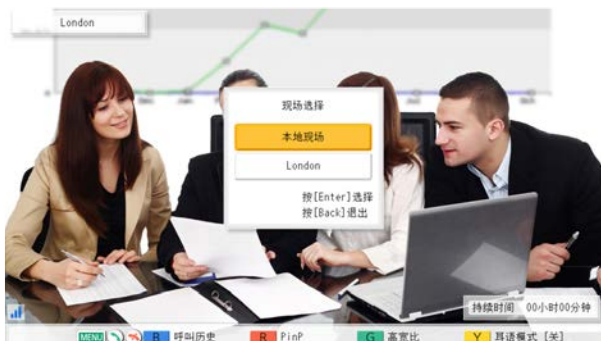 London
现场选择
本地现场
London
按[Enter]选择
按[Back]退出
持续时间 00小时00分钟
MENU B 呼叫历史 R PinP G 高宽比 Y 耳语模式 [关]